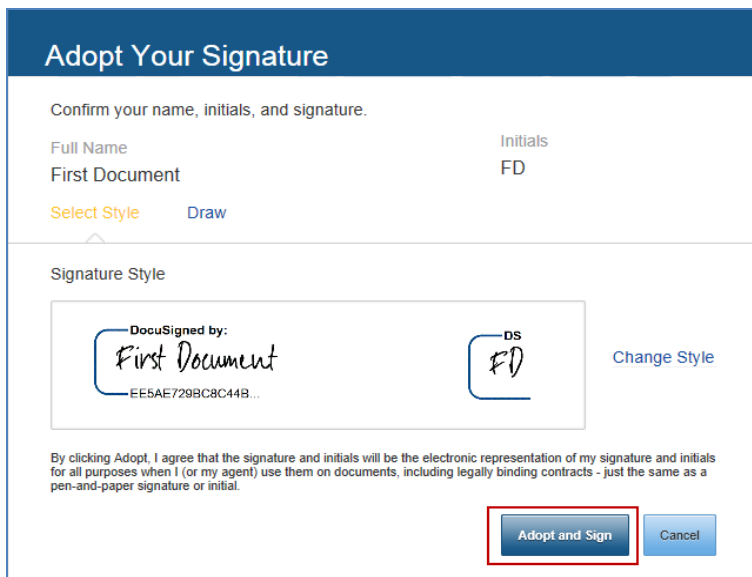 Adopt Your Signature
Confirm your name, initials, and signature.
Full Name
Initials
First Document
FD
Select Style
Draw
Signature Style
DocuSigned by:
First Document
EE5AE729BC8C44B...
DS
FD
Change Style
By clicking Adopt, I agree that the signature and initials will be the electronic representation of my signature and initials
for all purposes when I (or my agent) use them on documents, including legally binding contracts - just the same as a
pen-and-paper signature or initial.
Adopt and Sign
Cancel